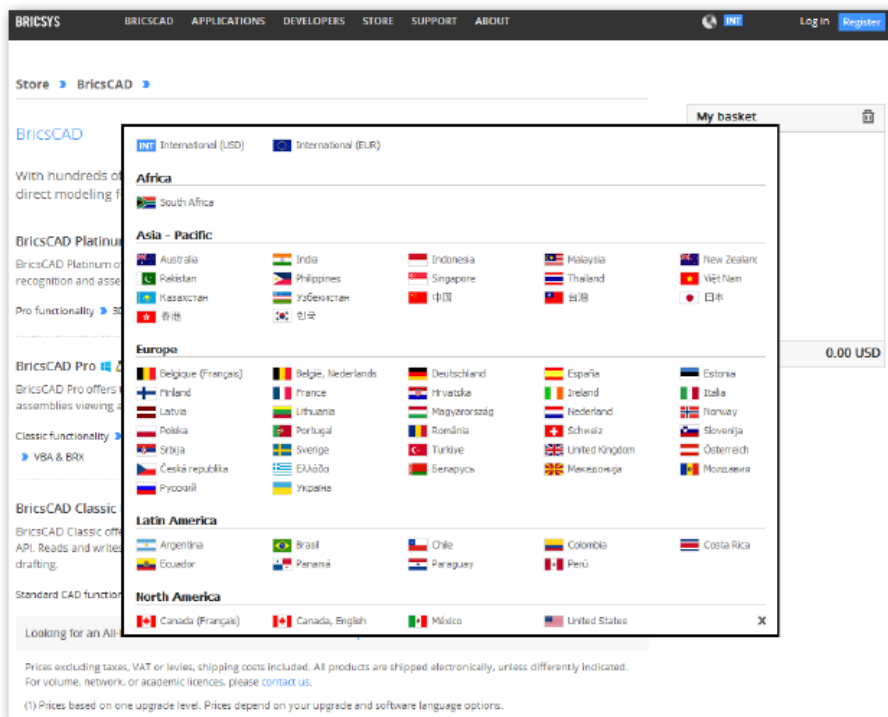 BRICSYS BRICSCAD APPLICATIONS DEVELOPERS STORE SUPPORT ABOUT INT Log in Register
Store BricsCAD
My basket
BricsCAD
INT International (USD) International (EUR)
With hundreds of
direct modeling f
Africa
South Africa
Asia - Pacific
BricsCAD Platinu
Australia India Indonesia Malaysia New Zealand
BricsCAD Platinum o
recognition and asse
Pakistan Philippines Singapore Thailand Việt Nam
Казахстан Узбекистан 中国 台湾 日本
Pro functionality 3D
香港 한국
Europe
0.00 USD
BricsCAD Pro
Belgique (Français) België, Nederlands Deutschland España Estonia
BricsCAD Pro offers
assemblies viewing a
Finland France Hrvatska Ireland Italia
Latvia Lithuania Magyarország Nederland Norway
Classic functionality
Polska Portugal România Schweiz Slovenija
VBA & BRX
Srbija Sverige Türkiye United Kingdom Österreich
Česká republika Ελλάδα Беларусь Македонија Молдавия
Русский Україна
BricsCAD Classic
BricsCAD Classic offe
API. Reads and writes
drafting.
Latin America
Argentina Brasil Chile Colombia Costa Rica
Ecuador Panamá Paraguay Perú
Standard CAD function
North America
Canada (Français) Canada, English México United States X
Looking for an All-
Prices excluding taxes, VAT or levies, shipping costs included. All products are shipped electronically, unless differently indicated.
For volume, network, or academic licences, please contact us.
(1) Prices based on one upgrade level. Prices depend on your upgrade and software language options.